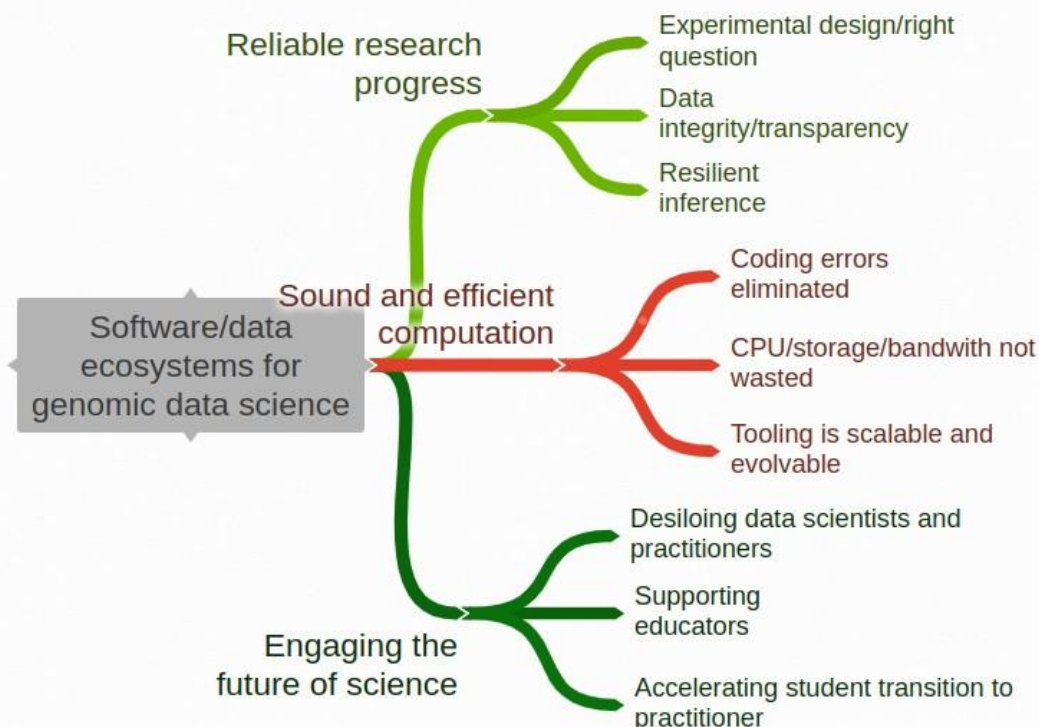 Reliable research
progress
Experimental design/right
question
Data
integrity/transparency
Resilient
inference
Software/data
ecosystems for
genomic data science
Sound and efficient
computation
Coding errors
eliminated
CPU/storage/bandwith not
wasted
Tooling is scalable and
evolvable
Engaging the
future of science
Desiloing data scientists and
practitioners
Supporting
educators
Accelerating student transition to
practitioner